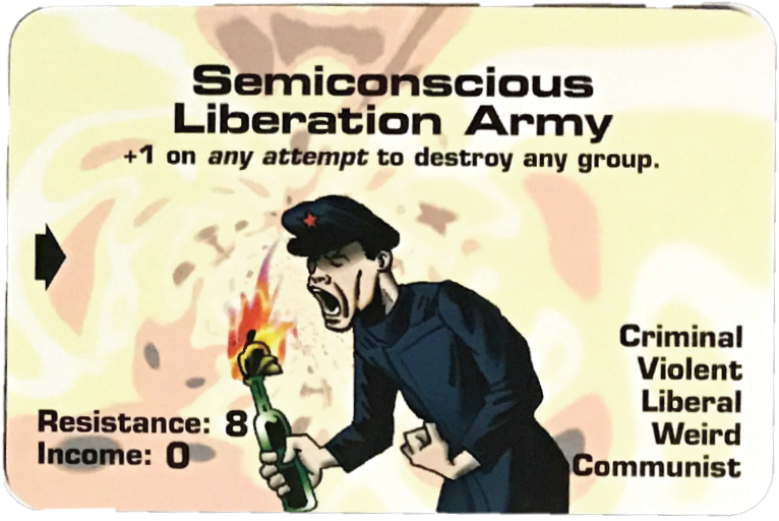 Semiconscious
Liberation Army
+1 on any attempt to destroy any group.
Criminal
Violent
Liberal
Weird
Communist
Resistance: 8
Income: 0